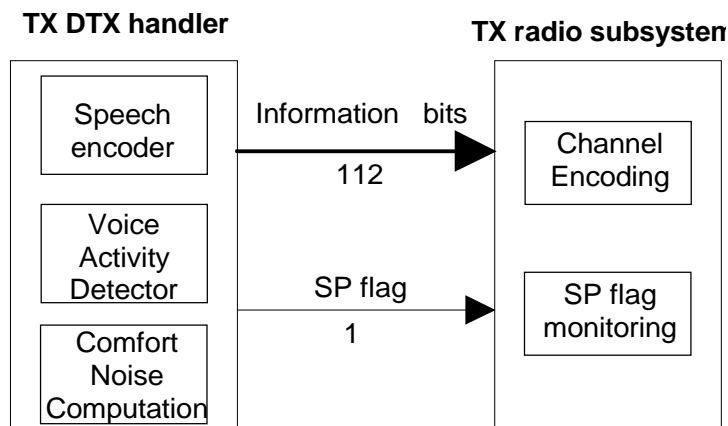 TX DTX handler
TX radio subsystem
Speech
encoder
Information bits
112
Channel
Encoding
Voice
Activity
Detector
SP flag
1
SP flag
monitoring
Comfort
Noise
Computation